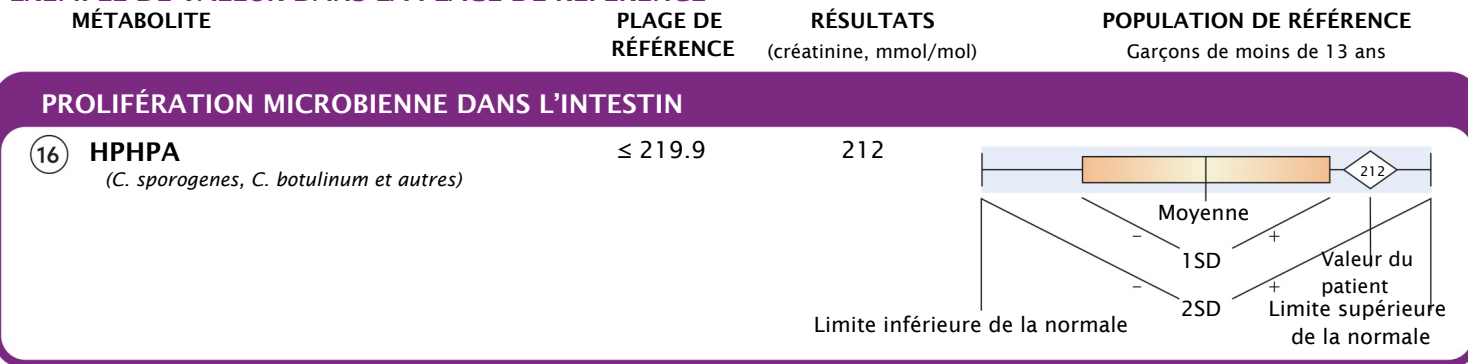 MÉTABOLITE
PLAGE DE
RÉFÉRENCE
RÉSULTATS
(créatinine, mmol/mol)
POPULATION DE RÉFÉRENCE
Garçons de moins de 13 ans
PROLIFÉRATION MICROBIENNE DANS L'INTESTIN
16 HPHPA ≤ 219.9 212
(C. sporogenes, C. botulinum et autres)
212
Moyenne
– 1SD +
Valeur du
patient
– 2SD +
Limite inférieure de la normale
Limite supérieure
de la normale